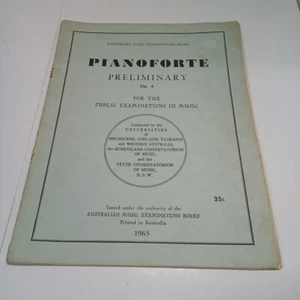 AUSTRALIAN MUSIC EXAMINATIONS BOARD
PIANOFORTE
PRELIMINARY
No. 4
FOR THE
PUBLIC EXAMINATIONS IN MUSIC
Conducted by the
UNIVERSITIES
of
MELBOURNE, ADELAIDE, TASMANIA
and WESTERN AUSTRALIA,
the QUEENSLAND CONSERVATORIUM
OF MUSIC,
and the
STATE CONSERVATORIUM
OF MUSIC,
N.S.W.
35c
Issued under the authority of the
AUSTRALIAN MUSIC EXAMINATIONS BOARD
Printed in Australia
1965